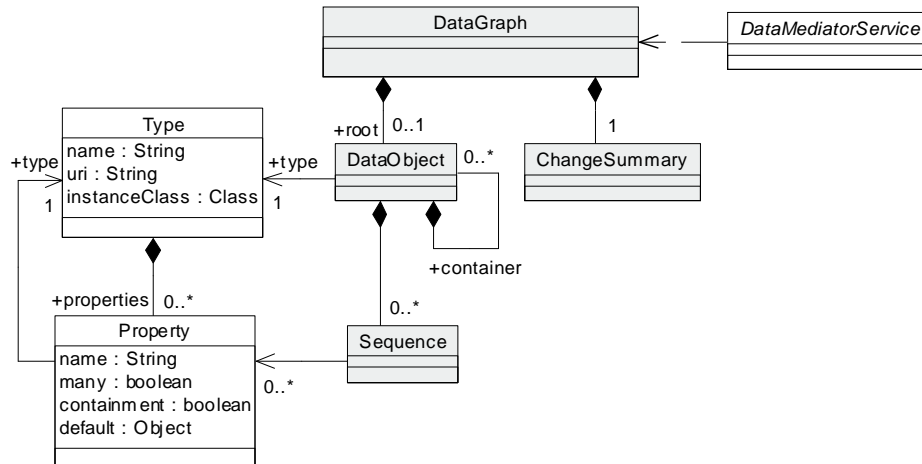 DataGraph
DataMediatorService
Type
name : String
uri : String
instanceClass : Class
+type
1
+type
1
+root
0..1
DataObject
0..*
+container
1
ChangeSummary
+properties
0..*
0..*
Property
name : String
many : boolean
containment : boolean
default : Object
0..*
Sequence